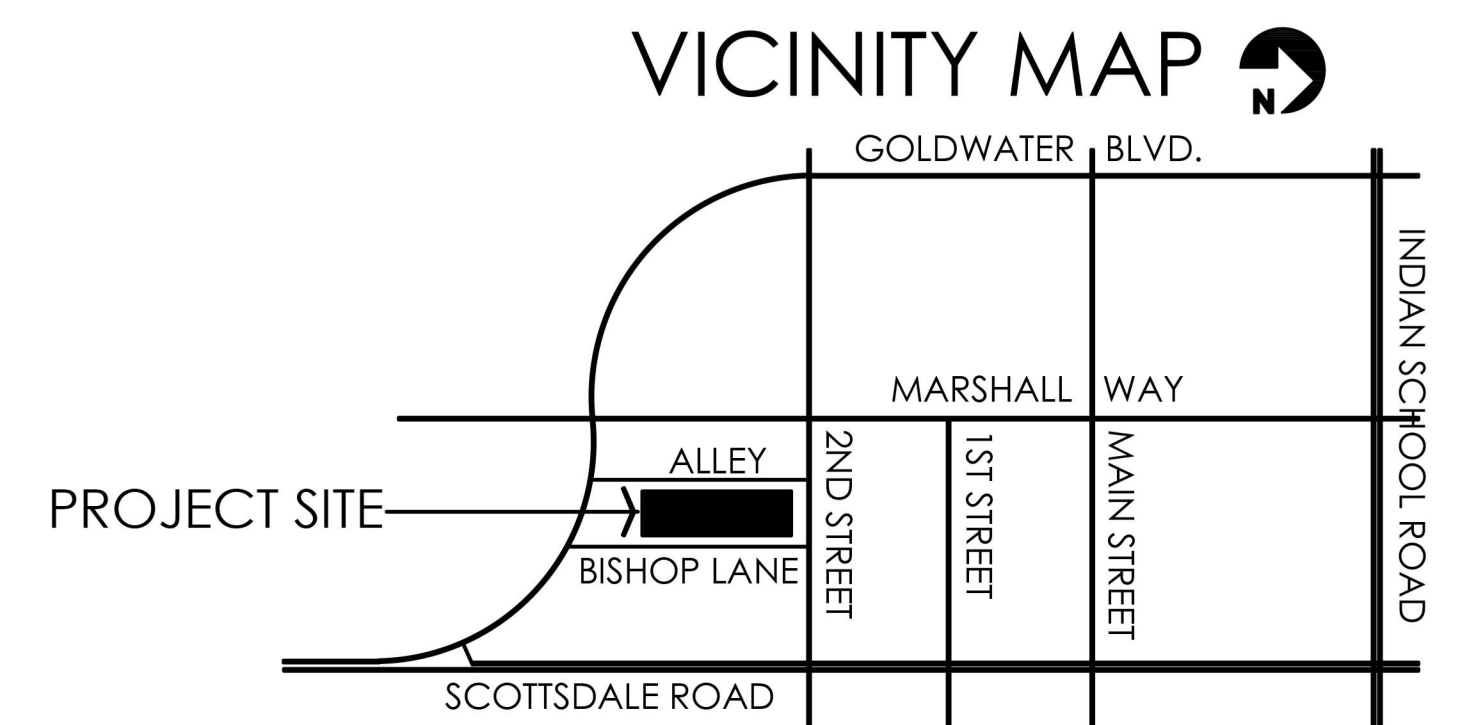 VICINITY MAP
N
GOLDWATER BLVD.
INDIAN SCHOOL ROAD
MARSHALL WAY
ALLEY
2ND STREET
1ST STREET
MAIN STREET
PROJECT SITE
BISHOP LANE
SCOTTSDALE ROAD